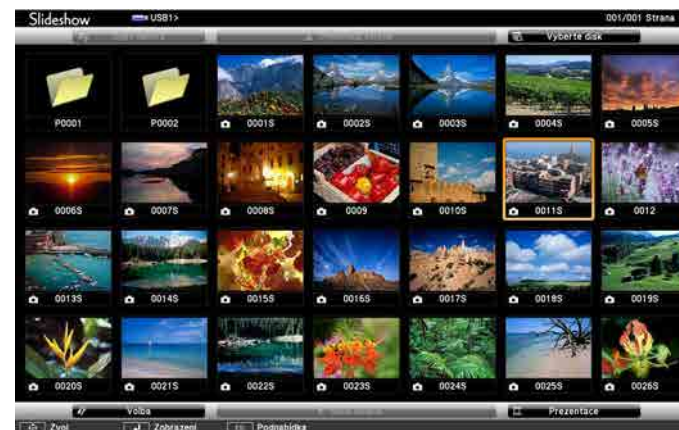 Slideshow USB1> 001/001 Strana
Vyberte disk
P0001 P0002 0001S 0002S 0003S 0004S 0005S
0006S 0007S 0008S 0009 0010S 0011S 0012
0013S 0014S 0015S 0016S 0017S 0018S 0019S
0020S 0021S 0022S 0023S 0024S 0025S 0026S
Volba Prezentace
Zvol Zobrazení Podnabídka